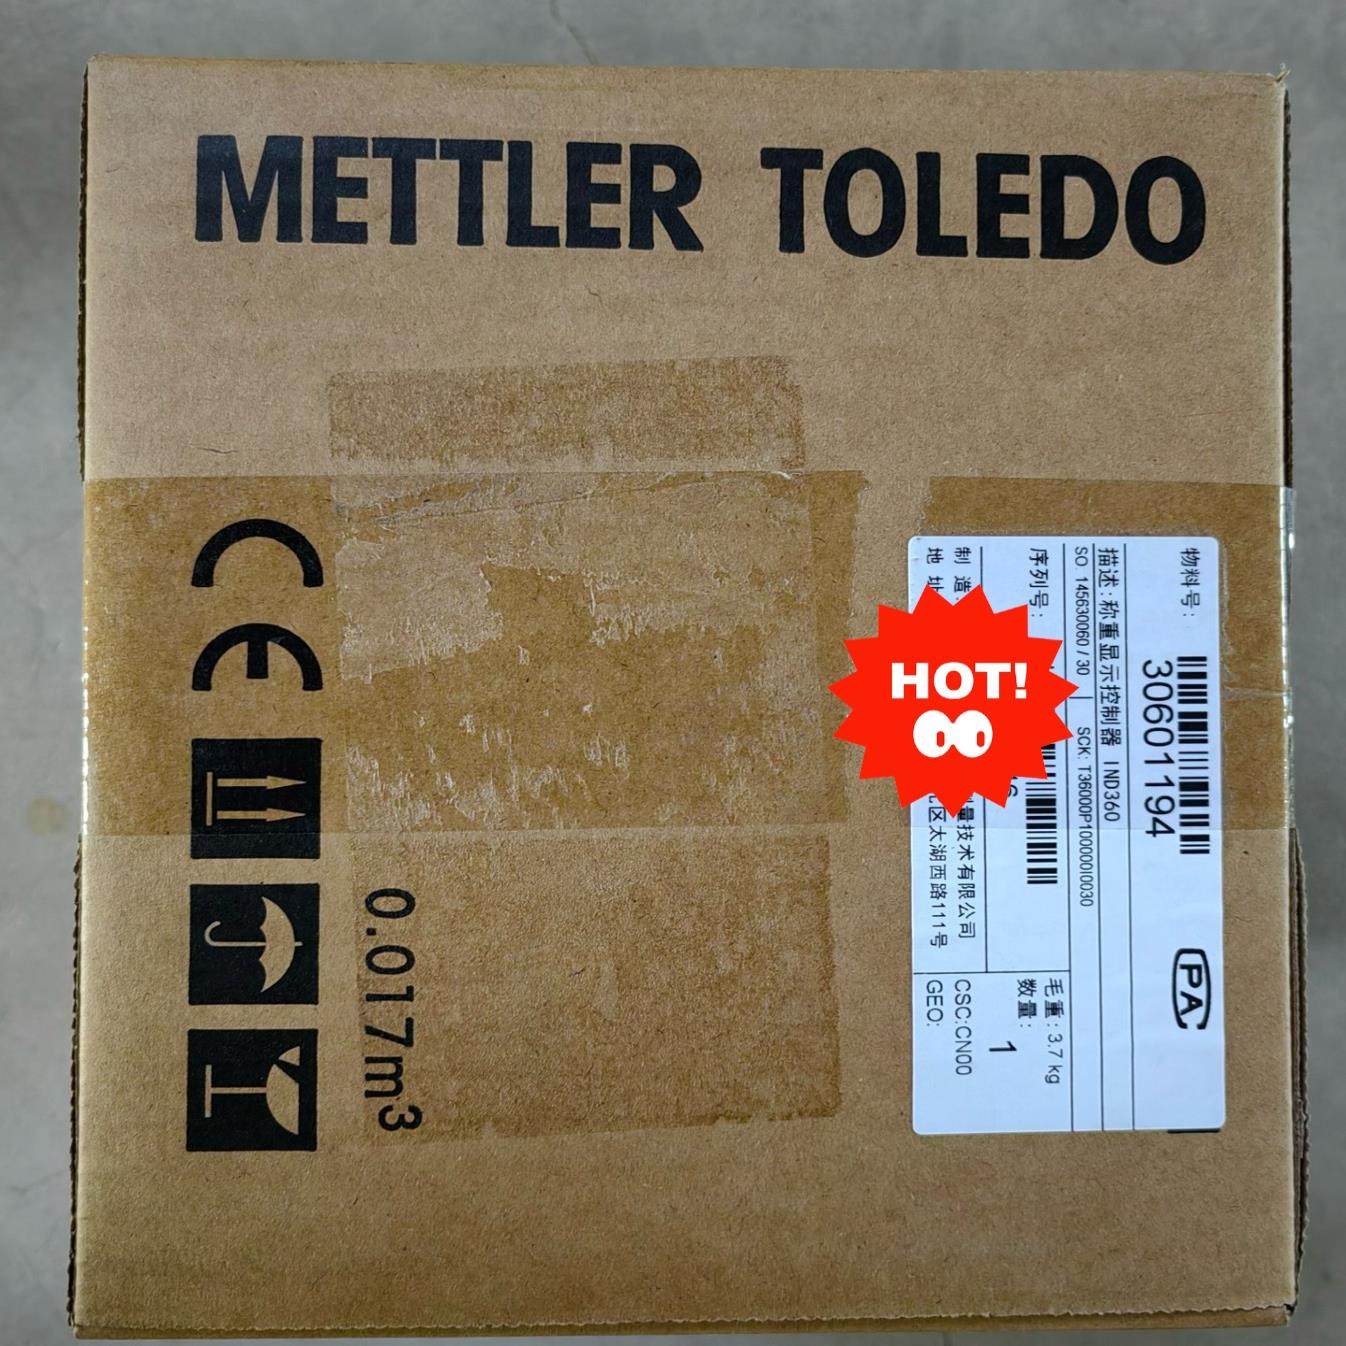 METTLER TOLEDO
CE
0.017m³
物料号:
30601194
描述: 称重显示控制器 IND360
SO. 145630060 / 30
SCK: T36000P100000I0030
序列号:
毛重: 3.7 kg
数量:
1
制 造:
量技术有限公司
地 址
区太湖西路111号
CSC:CN00
GEO:
PA
HOT!